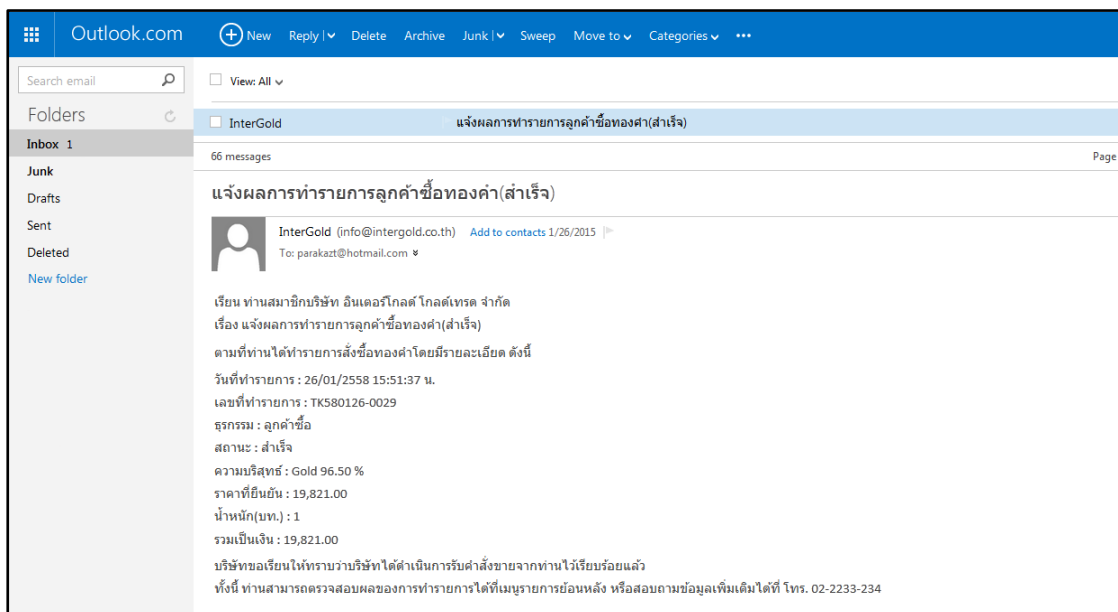 Outlook.com New Reply Delete Archive Junk Sweep Move to Categories •••
Search email
View: All
Folders
InterGold แจ้งผลการทำรายการลูกค้าซื้อทองคำ(สำเร็จ)
Inbox 1
66 messages Page
Junk
Drafts
Sent
Deleted
New folder
แจ้งผลการทำรายการลูกค้าซื้อทองคำ(สำเร็จ)
InterGold (info@intergold.co.th) Add to contacts 1/26/2015
To: parakazt@hotmail.com
เรียน ท่านสมาชิกบริษัท อินเตอร์โกลด์ โกลด์เทรด จำกัด
เรื่อง แจ้งผลการทำรายการลูกค้าซื้อทองคำ(สำเร็จ)
ตามที่ท่านได้ทำรายการสั่งซื้อทองคำโดยมีรายละเอียด ดังนี้
วันที่ทำรายการ : 26/01/2558 15:51:37 น.
เลขที่ทำรายการ : TK580126-0029
ธุรกรรม : ลูกค้าซื้อ
สถานะ : สำเร็จ
ความบริสุทธ์ : Gold 96.50 %
ราคาที่ยืนยัน : 19,821.00
น้ำหนัก(บท.) : 1
รวมเป็นเงิน : 19,821.00
บริษัทขอเรียนให้ทราบว่าบริษัทได้ดำเนินการรับคำสั่งขายจากท่านไว้เรียบร้อยแล้ว
ทั้งนี้ ท่านสามารถตรวจสอบผลของการทำรายการได้ที่เมนูรายการย้อนหลัง หรือสอบถามข้อมูลเพิ่มเติมได้ที่ โทร. 02-2233-234